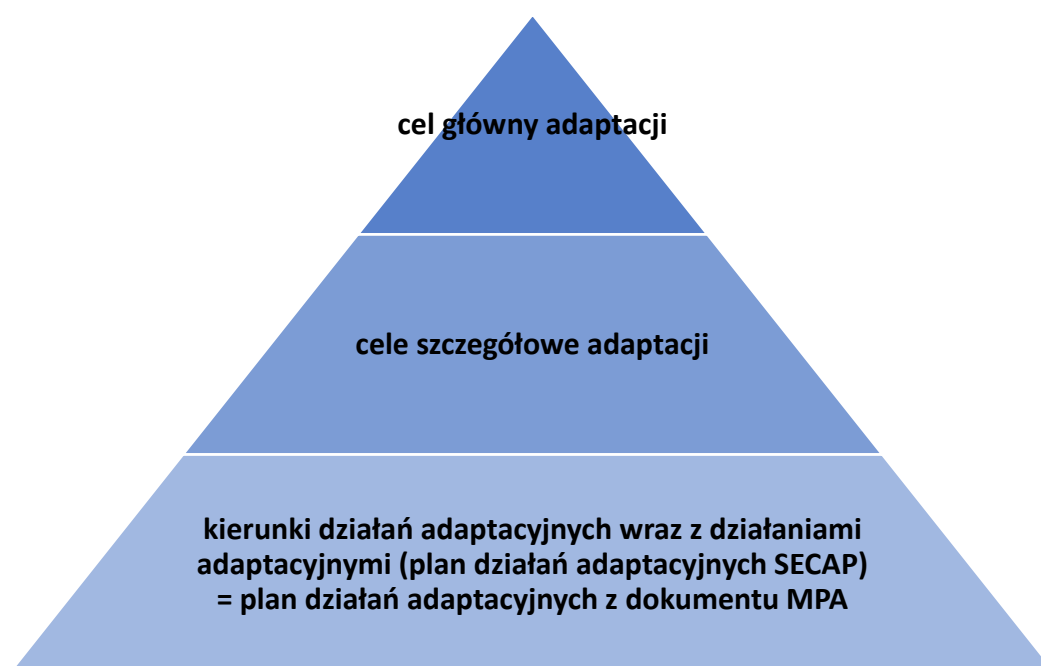 cel główny adaptacji
cele szczegółowe adaptacji
kierunki działań adaptacyjnych wraz z działaniami
adaptacyjnymi (plan działań adaptacyjnych SECAP)
= plan działań adaptacyjnych z dokumentu MPA